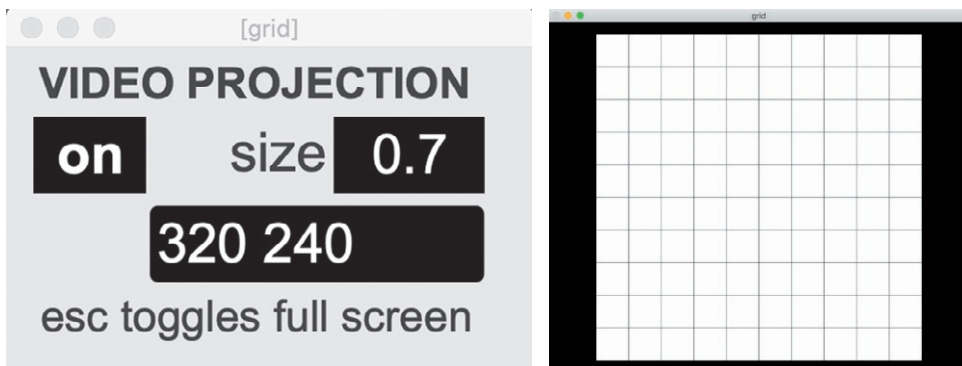 [grid]
VIDEO PROJECTION
on size 0.7
320 240
esc toggles full screen
grid